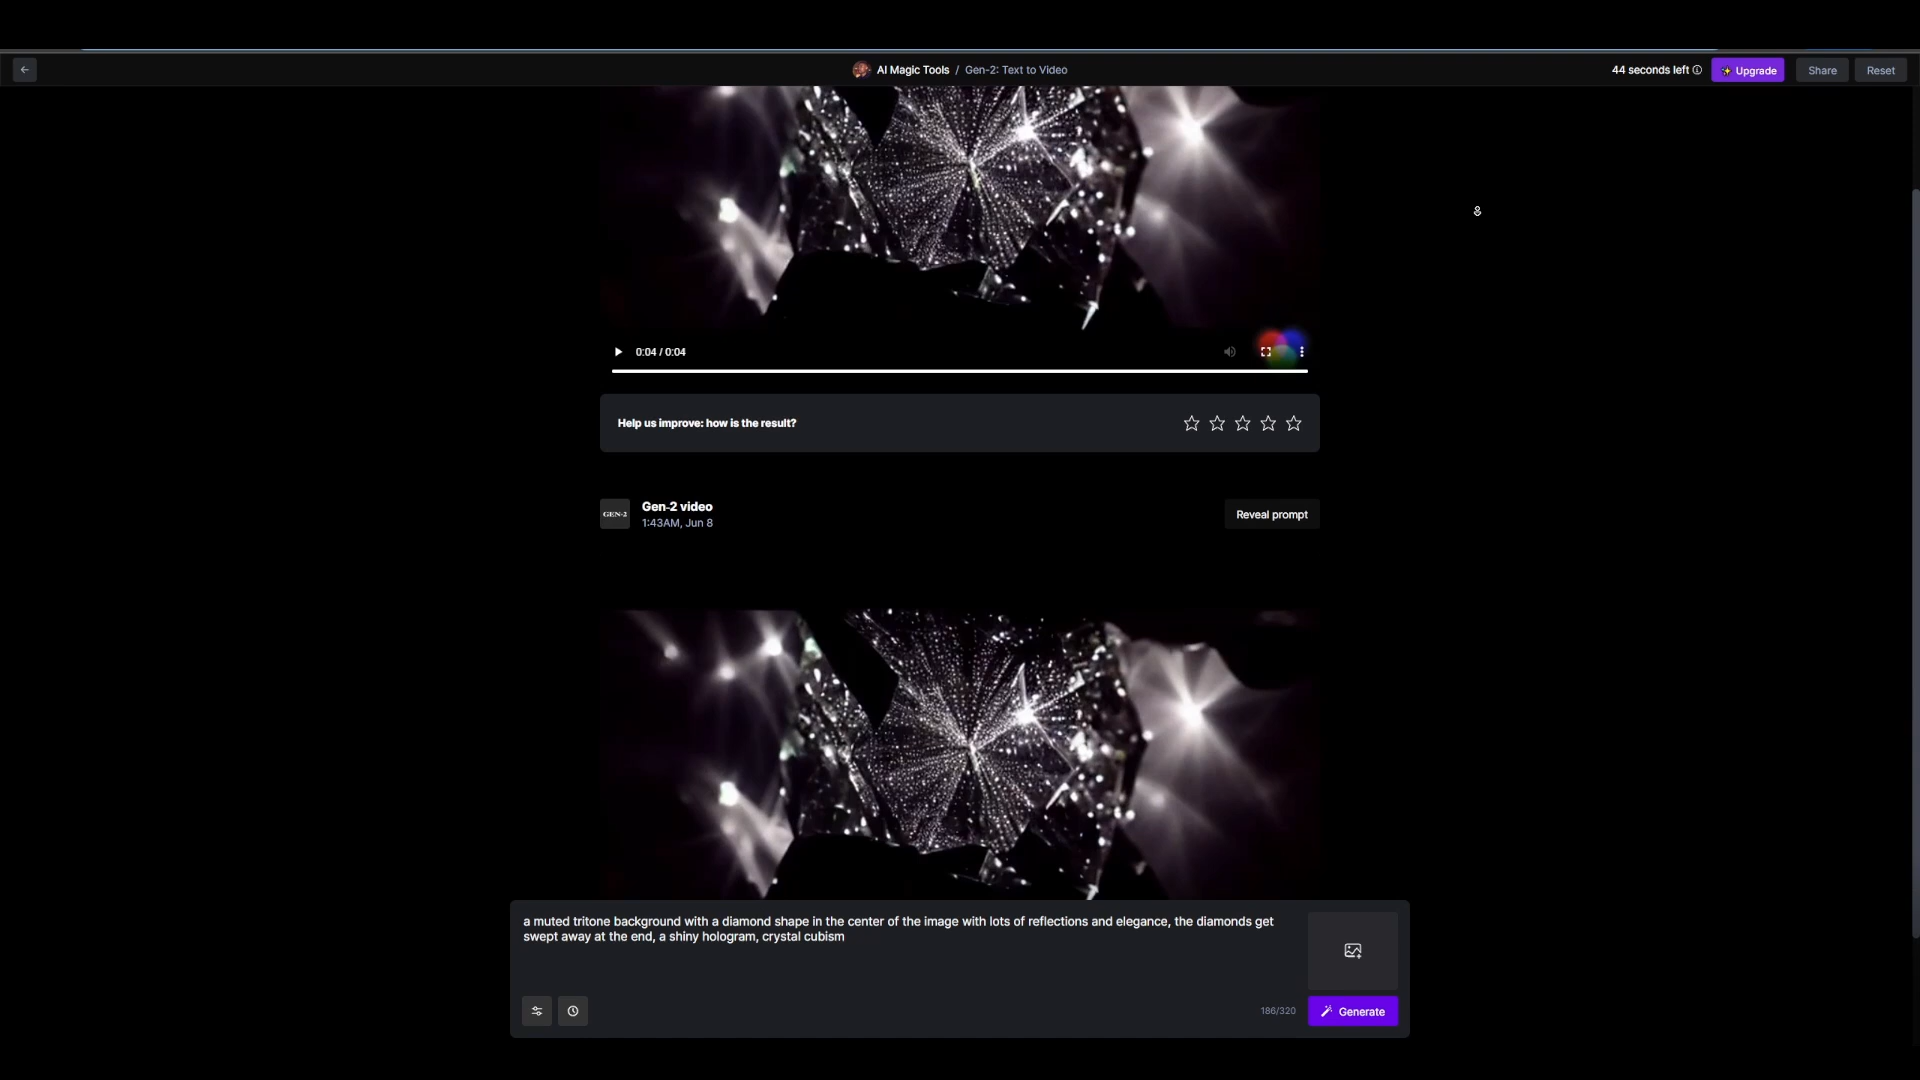 AI Magic Tools / Gen-2: Text to Video
44 seconds left
Upgrade
Share
Reset
0:04 / 0:04
Help us improve: how is the result?
GEN-2
Gen-2 video
1:43AM, Jun 8
Reveal prompt
a muted tritone background with a diamond shape in the center of the image with lots of reflections and elegance, the diamonds get
swept away at the end, a shiny hologram, crystal cubism
186/320
Generate